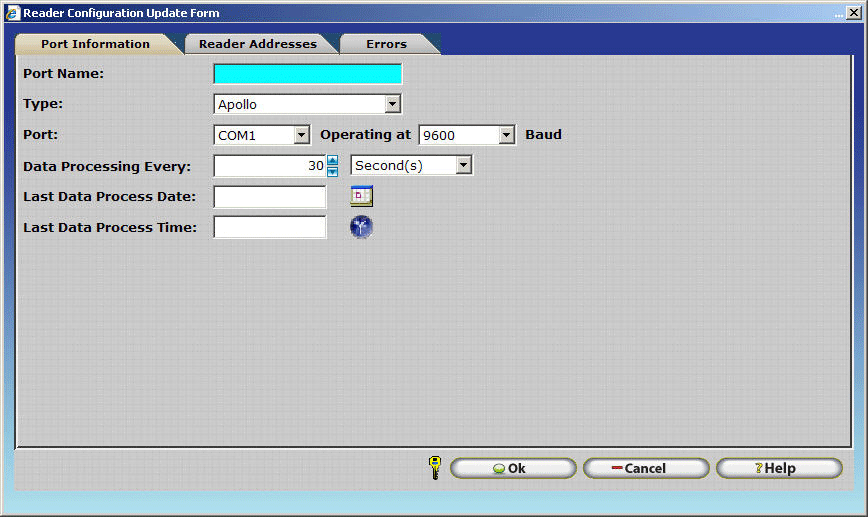 Reader Configuration Update Form
Port Information Reader Addresses Errors
Port Name:
Type: Apollo
Port: COM1 Operating at 9600 Baud
Data Processing Every: 30 Second(s)
Last Data Process Date:
Last Data Process Time:
Ok Cancel ?Help